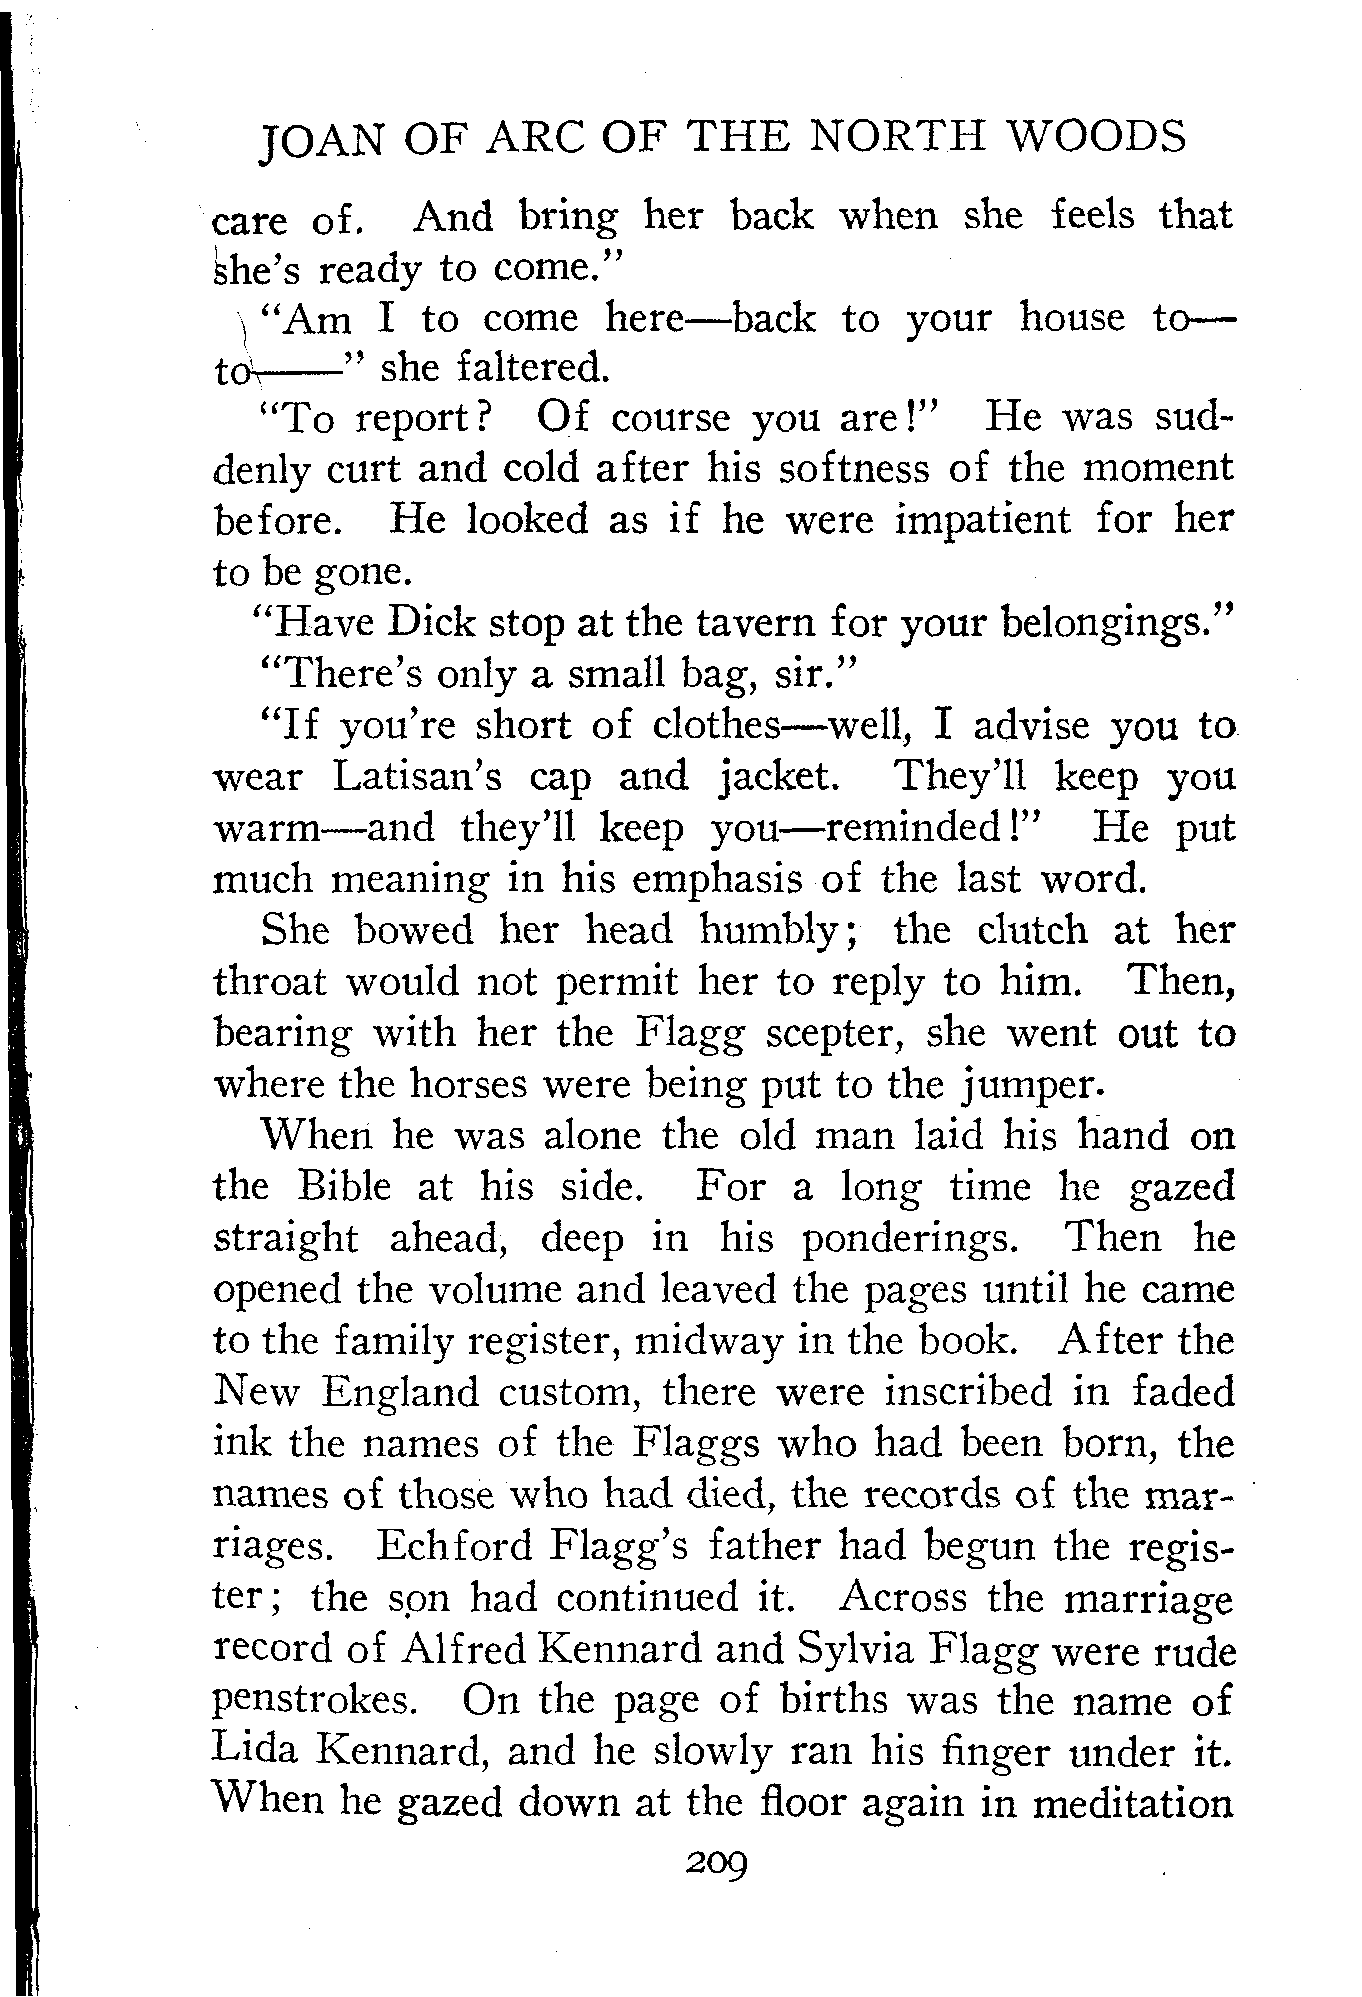 JOAN OF ARC OF THE NORTH WOODS
care of. And bring her back when she feels that
she's ready to come."
"Am I to come here—back to your house to—
to——" she faltered.
"To report? Of course you are!" He was sud-
denly curt and cold after his softness of the moment
before. He looked as if he were impatient for her
to be gone.
"Have Dick stop at the tavern for your belongings."
"There's only a small bag, sir."
"If you're short of clothes—well, I advise you to
wear Latisan's cap and jacket. They'll keep you
warm—and they'll keep you—reminded!" He put
much meaning in his emphasis of the last word.
She bowed her head humbly; the clutch at her
throat would not permit her to reply to him. Then,
bearing with her the Flagg scepter, she went out to
where the horses were being put to the jumper.
When he was alone the old man laid his hand on
the Bible at his side. For a long time he gazed
straight ahead, deep in his ponderings. Then he
opened the volume and leaved the pages until he came
to the family register, midway in the book. After the
New England custom, there were inscribed in faded
ink the names of the Flaggs who had been born, the
names of those who had died, the records of the mar-
riages. Echford Flagg's father had begun the regis-
ter; the son had continued it. Across the marriage
record of Alfred Kennard and Sylvia Flagg were rude
penstrokes. On the page of births was the name of
Lida Kennard, and he slowly ran his finger under it.
When he gazed down at the floor again in meditation
209